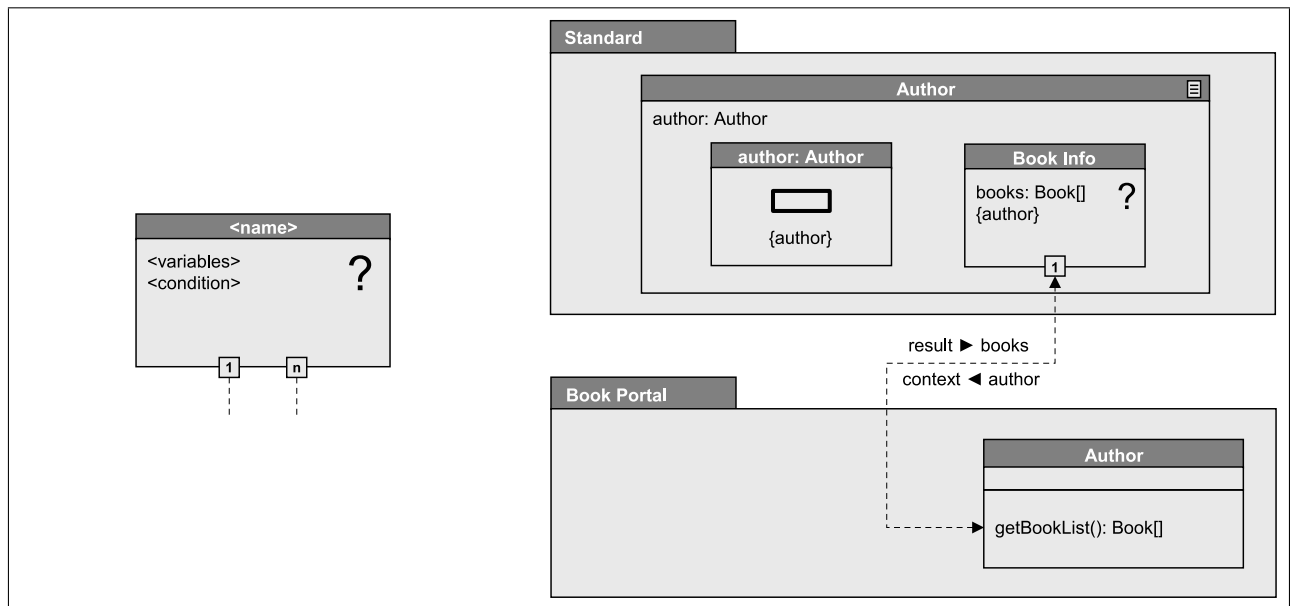 <name>
<variables>
<condition>
?
1
n
Standard
Author
author: Author
author: Author
{author}
Book Info
books: Book[]
{author}
?
1
result ► books
context ◄ author
Book Portal
Author
getBookList(): Book[]